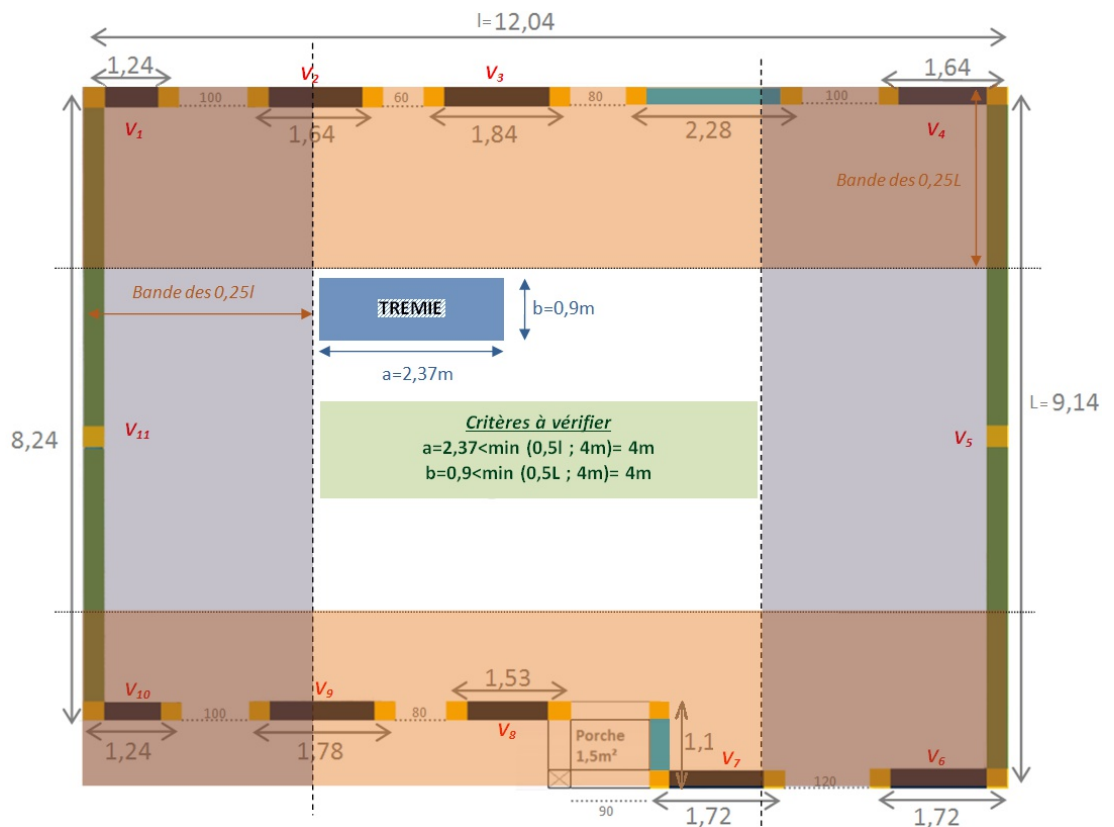 l=12,04
1,24
V2
V3
1,64
100
60
80
100
V1
1,64
1,84
2,28
V4
Bande des 0,25L
Bande des 0,25l
TREMIE
b=0,9m
a=2,37m
L=9,14
8,24
V11
Critères à vérifier
a=2,37<min (0,5l ; 4m)= 4m
b=0,9<min (0,5L ; 4m)= 4m
V5
V10
V9
1,53
100
80
V8
1,24
1,78
Porche
1,5m²
1,1
V7
V6
120
90
1,72
1,72